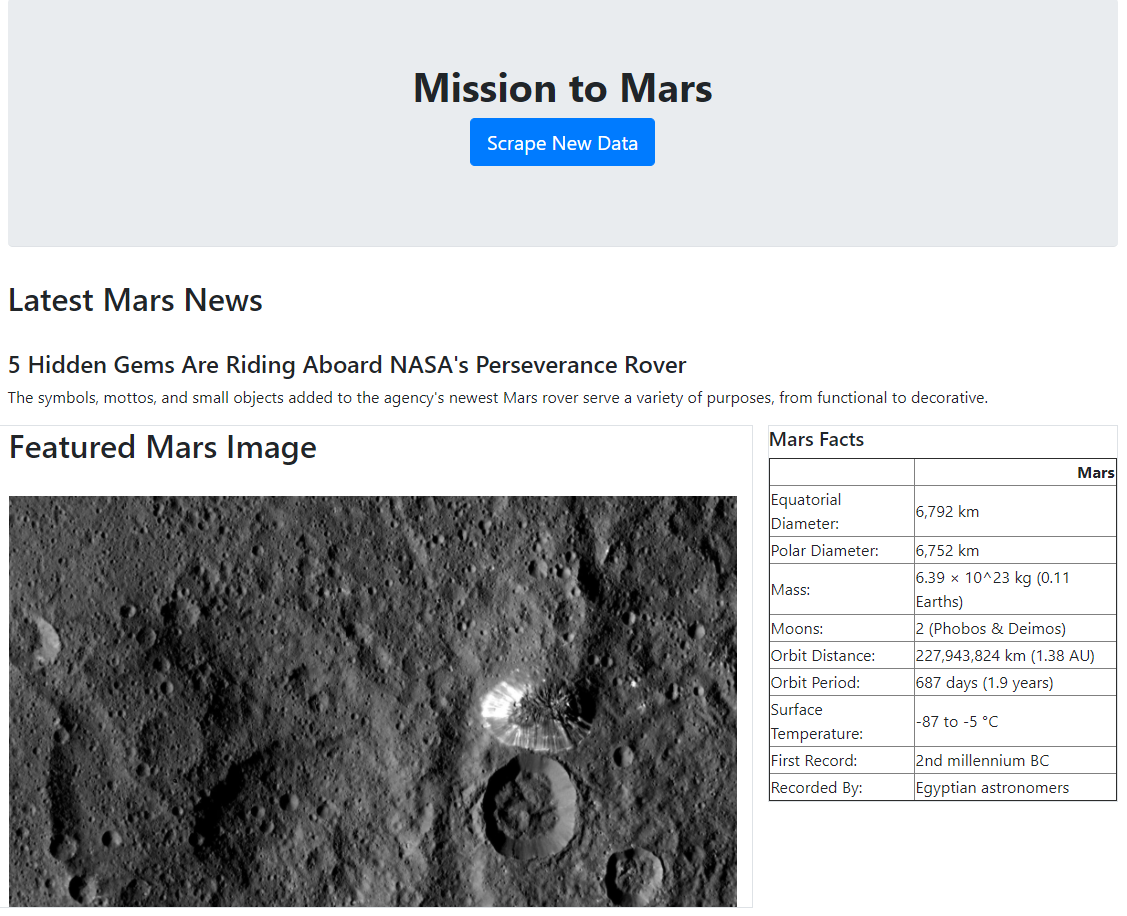 Mission to Mars
Scrape New Data
Latest Mars News
5 Hidden Gems Are Riding Aboard NASA's Perseverance Rover
The symbols, mottos, and small objects added to the agency's newest Mars rover serve a variety of purposes, from functional to decorative.
Featured Mars Image
Mars Facts
Mars
Equatorial
Diameter:
6,792 km
Polar Diameter:
6,752 km
Mass:
6.39 × 10^23 kg (0.11
Earths)
Moons:
2 (Phobos & Deimos)
Orbit Distance:
227,943,824 km (1.38 AU)
Orbit Period:
687 days (1.9 years)
Surface
Temperature:
-87 to -5 °C
First Record:
2nd millennium BC
Recorded By:
Egyptian astronomers